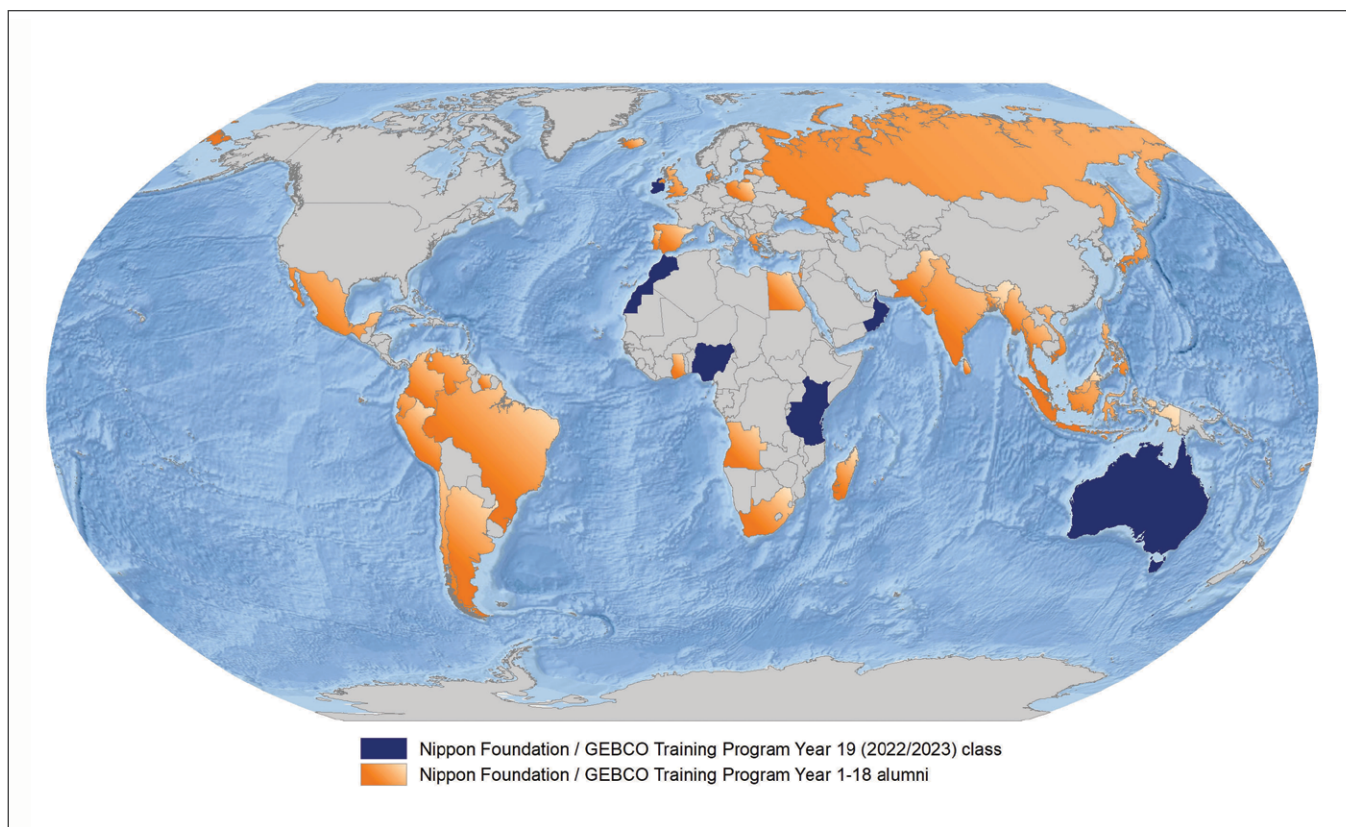 Nippon Foundation / GEBCO Training Program Year 19 (2022/2023) class
Nippon Foundation / GEBCO Training Program Year 1-18 alumni